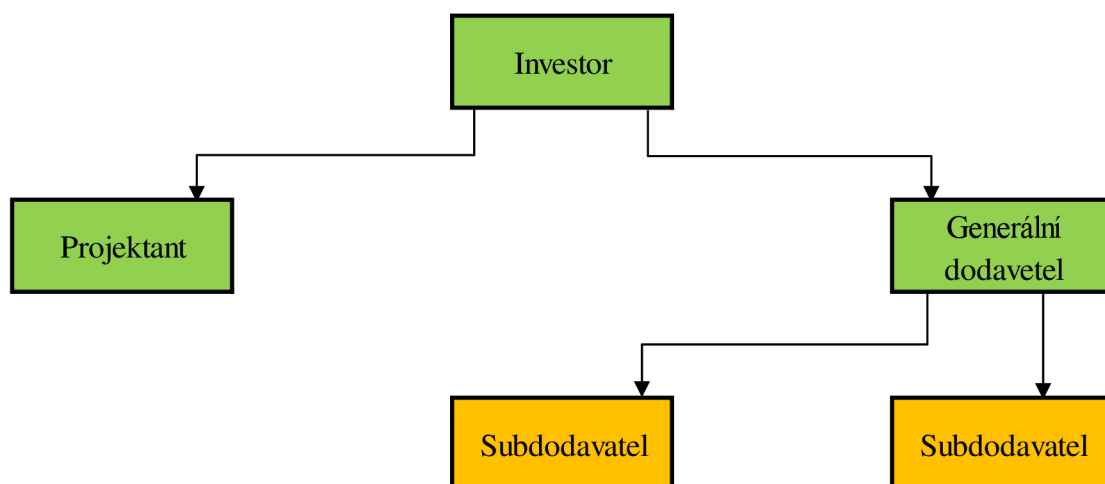 Investor
Projektant
Generální
dodavetel
Subdodavatel
Subdodavatel